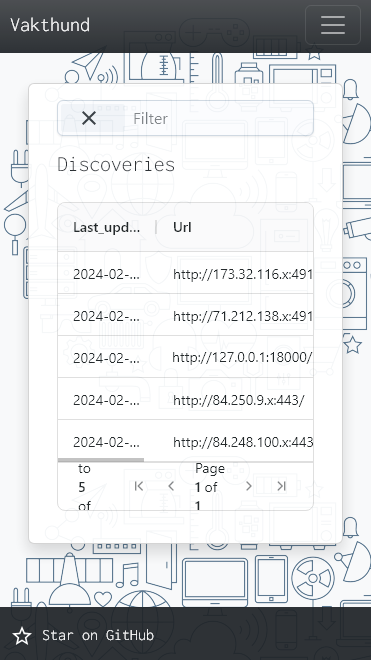 Vakthund
Filter
Discoveries
Last_upd... Url
2024-02-... http://173.32.116.x:491
2024-02-... http://71.212.138.x:491
2024-02-... http://127.0.0.1:18000/
2024-02-... http://84.250.9.x:443/
2024-02-... http://84.248.100.x:443
to
5
of
Page
1 of
1
Star on GitHub